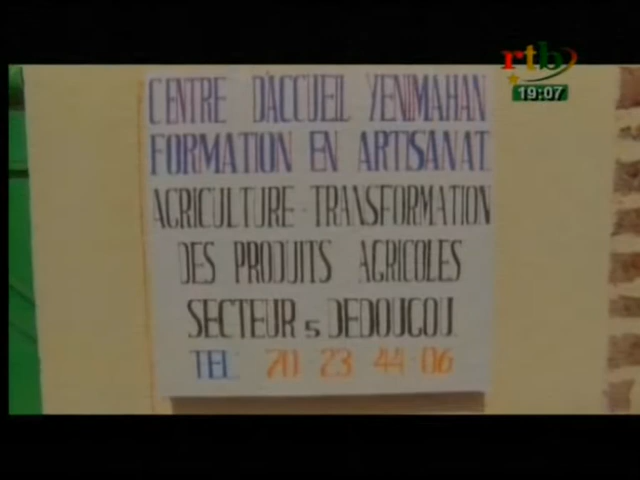 rtb
19:07
CENTRE D'ACCUEIL YENIMAHAN
FORMATION EN ARTISANAT
AGRICULTURE - TRANSFORMATION
DES PRODUITS AGRICOLES
SECTEUR 5 DEDOUGOU
TEL: 20 23 44 06